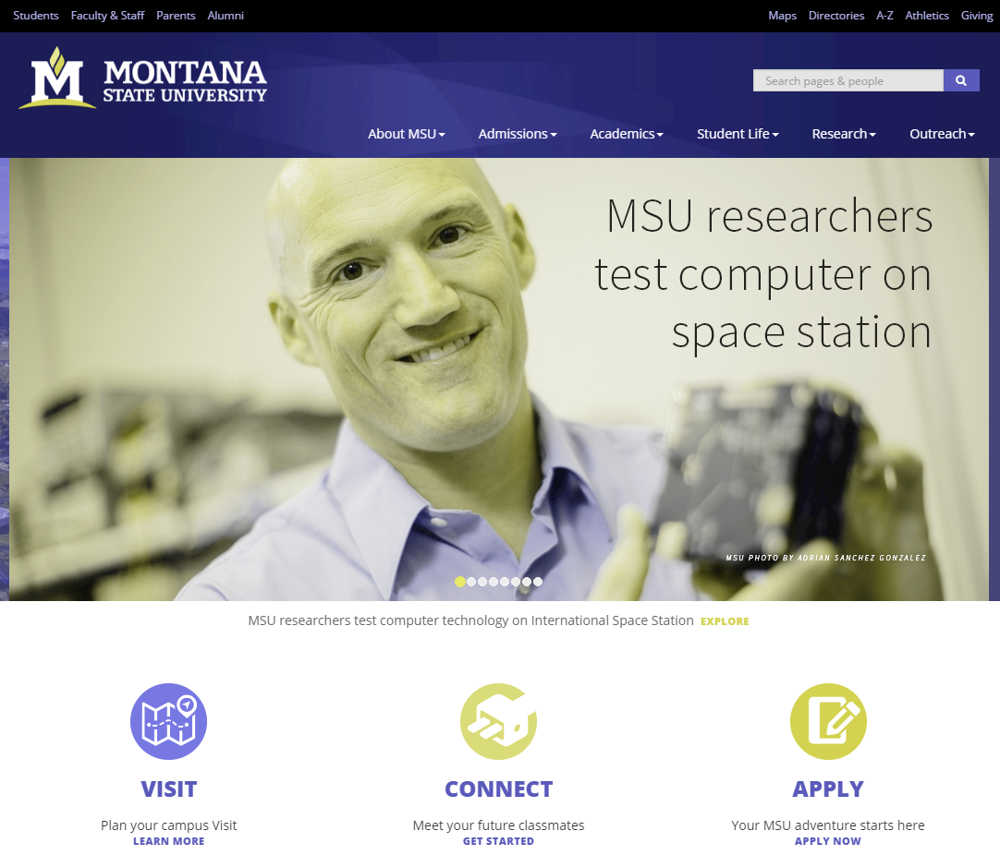 Students Faculty & Staff Parents Alumni
Maps Directories A-Z Athletics Giving
M MONTANA
STATE UNIVERSITY
Search pages & people
About MSU Admissions Academics Student Life Research Outreach
MSU researchers
test computer on
space station
MSU PHOTO BY ADRIAN SANCHEZ GONZALEZ
MSU researchers test computer technology on International Space Station EXPLORE
VISIT
Plan your campus Visit
LEARN MORE
CONNECT
Meet your future classmates
GET STARTED
APPLY
Your MSU adventure starts here
APPLY NOW